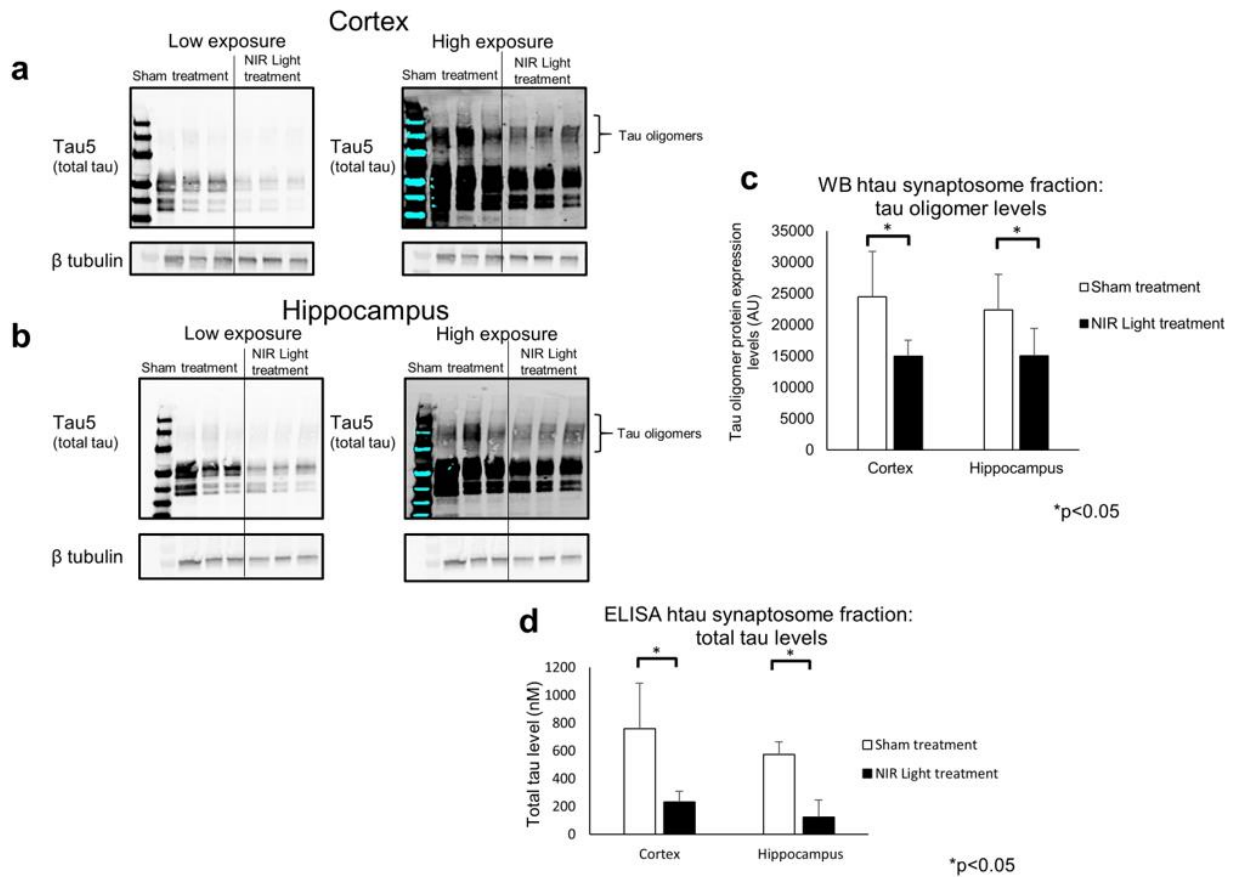 Cortex
Low exposure
High exposure
a
Sham treatment
NIR Light
treatment
Sham treatment
NIR Light
treatment
Tau5
(total tau)
Tau5
(total tau)
Tau oligomers
β tubulin
Hippocampus
b
Low exposure
High exposure
Sham treatment
NIR Light
treatment
Sham treatment
NIR Light
treatment
Tau5
(total tau)
Tau5
(total tau)
Tau oligomers
β tubulin
c
WB htau synaptosome fraction:
tau oligomer levels
Tau oligomer protein expression
levels (AU)
35000
30000
25000
20000
15000
10000
5000
0
*
*
Cortex
Hippocampus
Sham treatment
NIR Light treatment
*p<0.05
d
ELISA htau synaptosome fraction:
total tau levels
Total tau level (nM)
1200
1000
800
600
400
200
0
*
*
Cortex
Hippocampus
Sham treatment
NIR Light treatment
*p<0.05